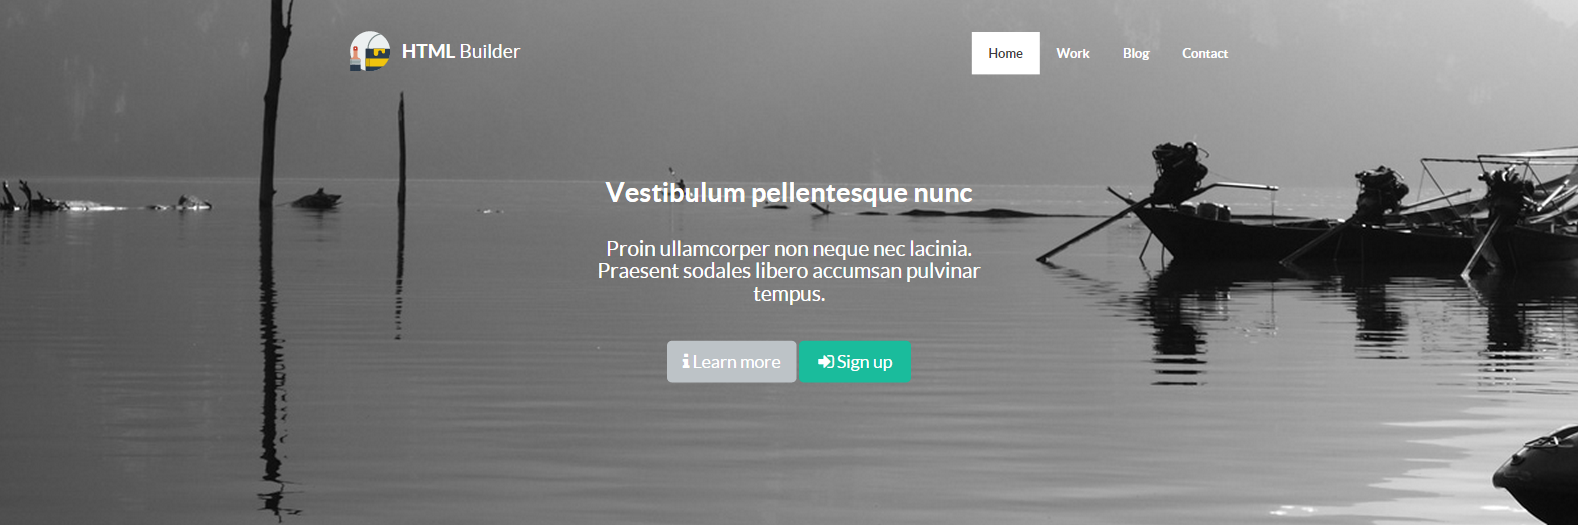 HTML Builder
Home
Work
Blog
Contact
Vestibulum pellentesque nunc
Proin ullamcorper non neque nec lacinia.
Praesent sodales libero accumsan pulvinar
tempus.
Learn more
Sign up